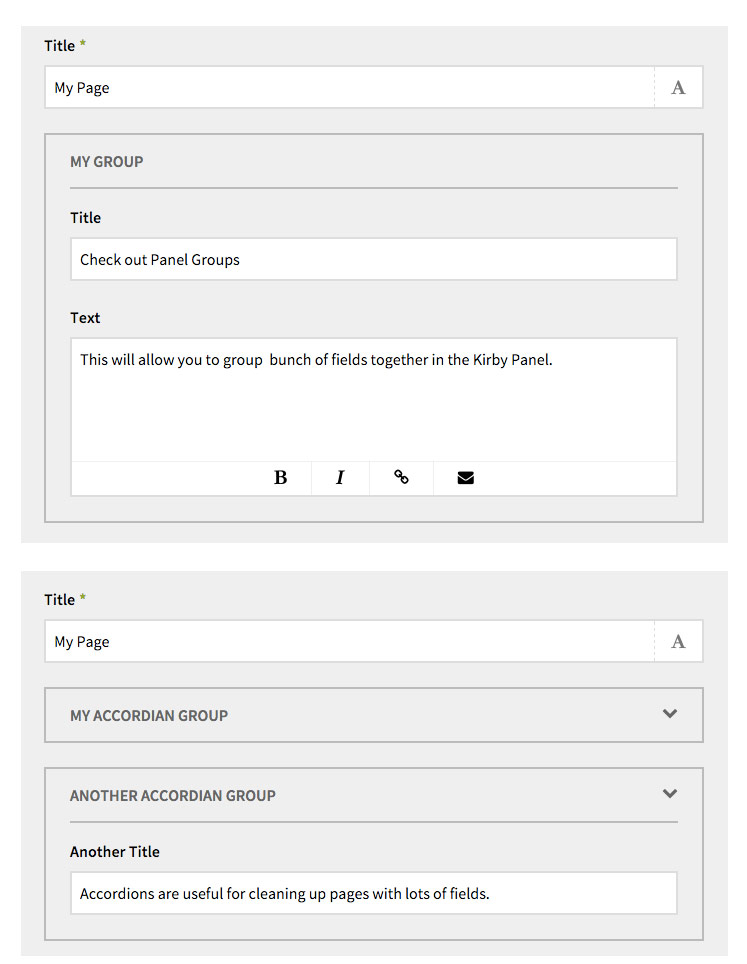 Title *
My Page
A
MY GROUP
Title
Check out Panel Groups
Text
This will allow you to group  bunch of fields together in the Kirby Panel.
B I
Title *
My Page
A
MY ACCORDIAN GROUP
ANOTHER ACCORDIAN GROUP
Another Title
Accordions are useful for cleaning up pages with lots of fields.